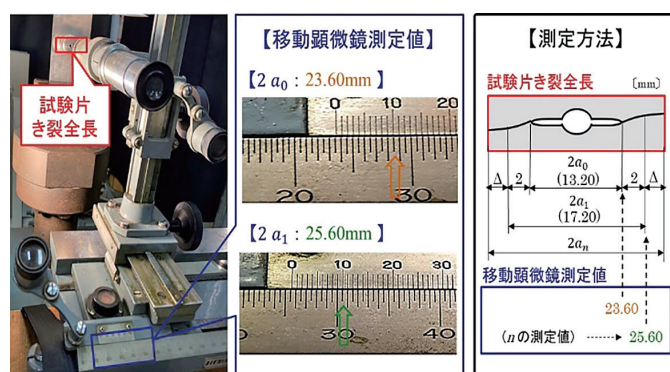 試験片
き裂全長
【移動顕微鏡測定値】
【2 a₀ : 23.60mm 】
0 10 20
20 30
【2 a₁ : 25.60mm 】
0 10 20 30
30 40
【測定方法】
試験片き裂全長 〔mm〕
2a₀
(13.20)
Δ 2 2 Δ
2a₁
(17.20)
2aₙ
移動顕微鏡測定値
23.60
(nの測定値) 25.60